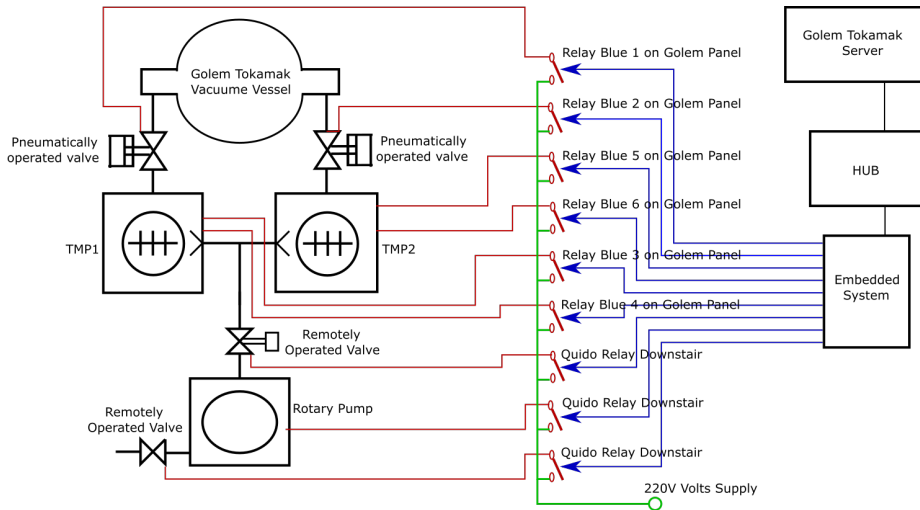 Golem Tokamak
Vacuume Vessel
Pneumatically
operated valve
Pneumatically
operated valve
TMP1
TMP2
Remotely
Operated Valve
Rotary Pump
Remotely
Operated Valve
Relay Blue 1 on Golem Panel
Relay Blue 2 on Golem Panel
Relay Blue 5 on Golem Panel
Relay Blue 6 on Golem Panel
Relay Blue 3 on Golem Panel
Relay Blue 4 on Golem Panel
Quido Relay Downstair
Quido Relay Downstair
Quido Relay Downstair
220V Volts Supply
Golem Tokamak
Server
HUB
Embedded
System